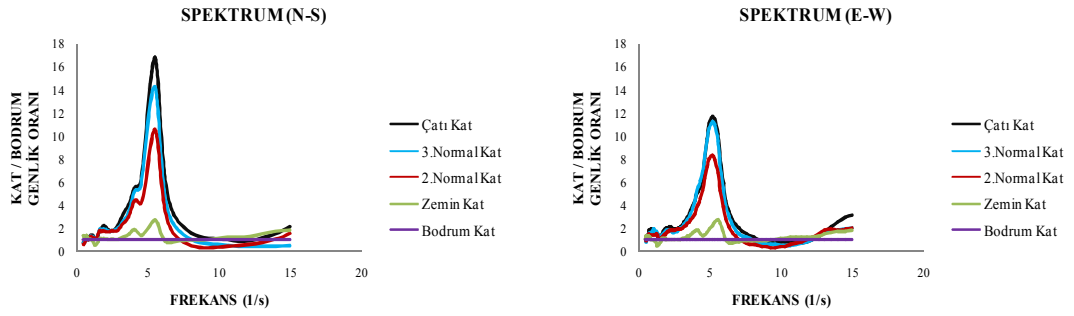 SPEKTRUM (N-S)
KAT / BODRUM
GENLİK ORANI
18
16
14
12
10
8
6
4
2
0
0
5
10
15
20
FREKANS (1/s)
Çatı Kat
3.Normal Kat
2.Normal Kat
Zemin Kat
Bodrum Kat
SPEKTRUM (E-W)
KAT / BODRUM
GENLİK ORANI
18
16
14
12
10
8
6
4
2
0
0
5
10
15
20
FREKANS (1/s)
Çatı Kat
3.Normal Kat
2.Normal Kat
Zemin Kat
Bodrum Kat